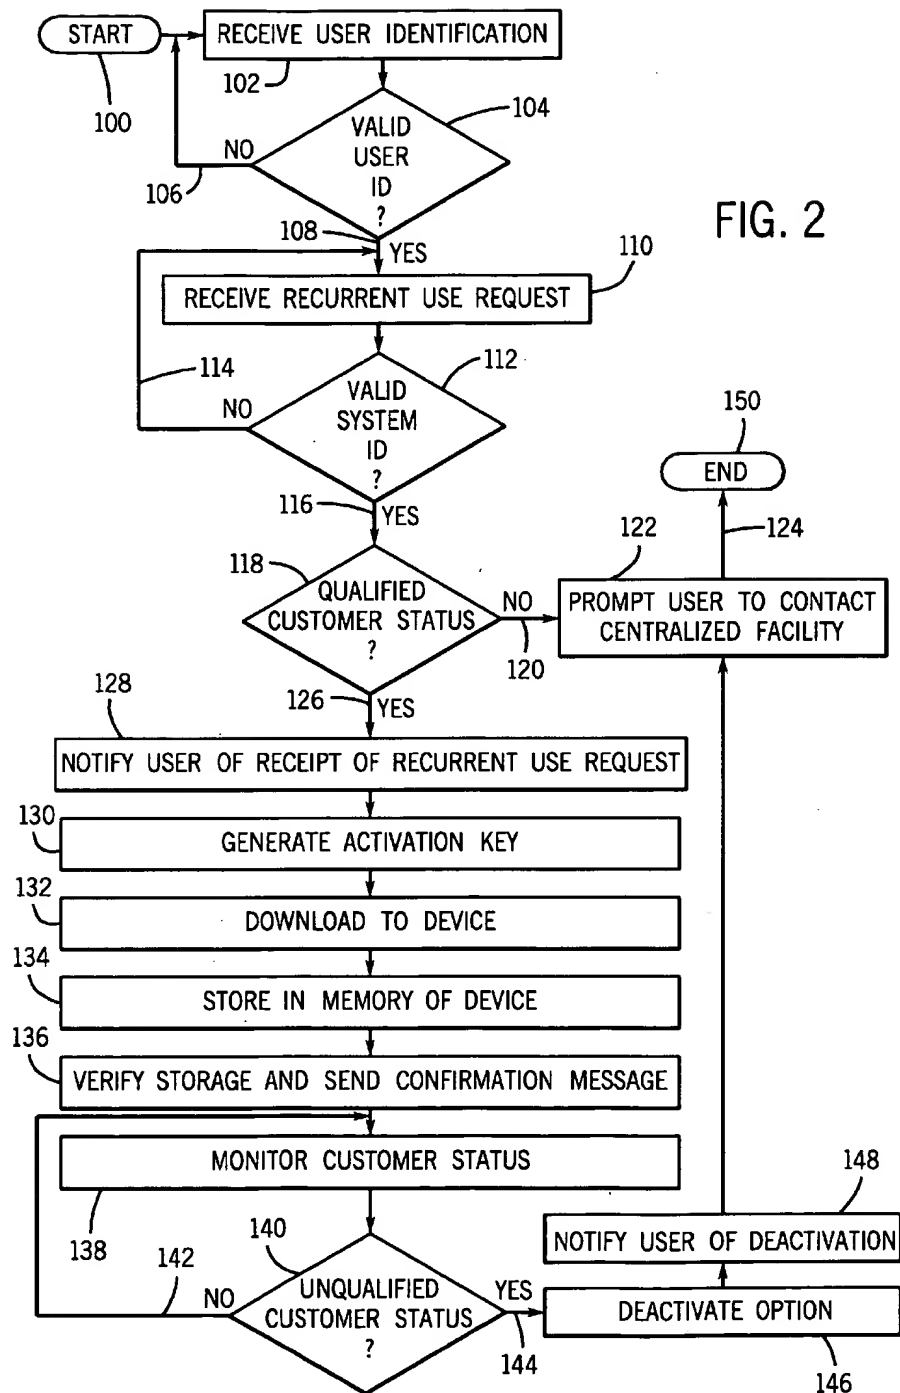 START
RECEIVE USER IDENTIFICATION
102
100
104
VALID
USER
ID
?
NO
106
FIG. 2
108
YES
110
RECEIVE RECURRENT USE REQUEST
112
114
VALID
SYSTEM
ID
?
NO
116
YES
150
END
124
122
118
QUALIFIED
CUSTOMER STATUS
?
NO
120
PROMPT USER TO CONTACT
CENTRALIZED FACILITY
126
YES
128
NOTIFY USER OF RECEIPT OF RECURRENT USE REQUEST
130
GENERATE ACTIVATION KEY
132
DOWNLOAD TO DEVICE
134
STORE IN MEMORY OF DEVICE
136
VERIFY STORAGE AND SEND CONFIRMATION MESSAGE
MONITOR CUSTOMER STATUS
138
142
140
148
NOTIFY USER OF DEACTIVATION
UNQUALIFIED
CUSTOMER STATUS
?
NO
YES
144
DEACTIVATE OPTION
146